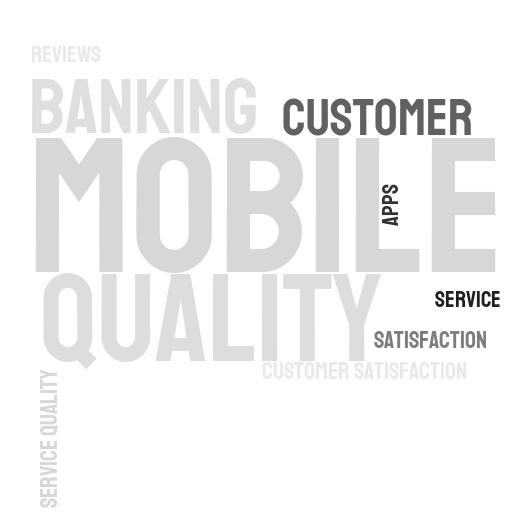 REVIEWS
BANKING
CUSTOMER
MOBILE
APPS
QUALITY
SERVICE
SATISFACTION
CUSTOMER SATISFACTION
SERVICE QUALITY